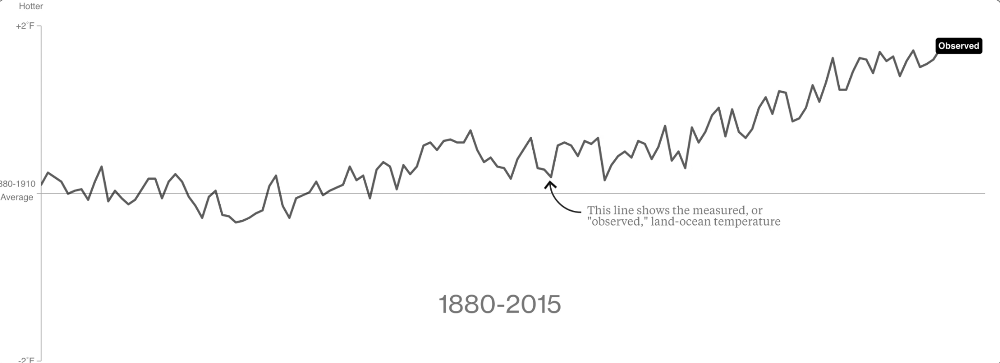 Hotter
+2°F
Observed
880-1910
Average
This line shows the measured, or
"observed," land-ocean temperature
1880-2015
-2°F